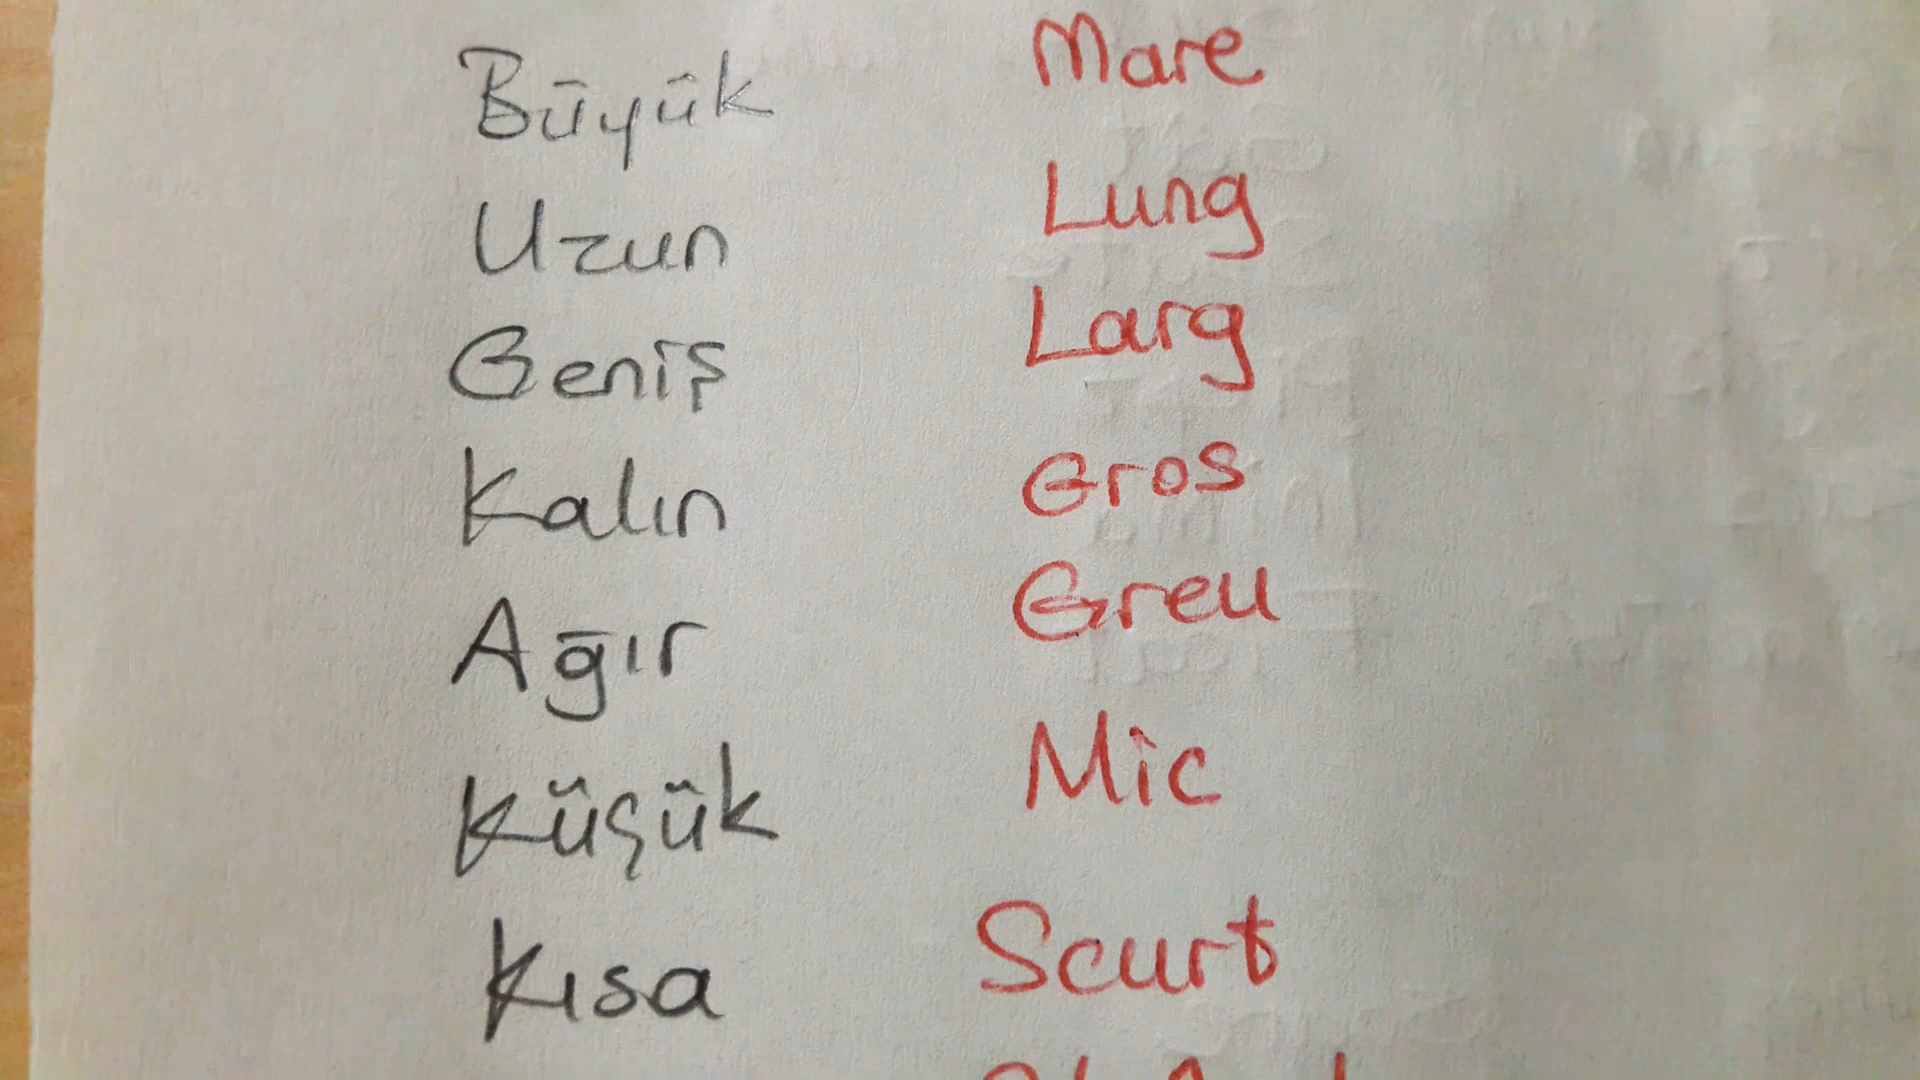 Büyük Mare
Uzun Lung
Geniş Larg
Kalın Gros
Ağır Greu
Küçük Mic
Kısa Scurt